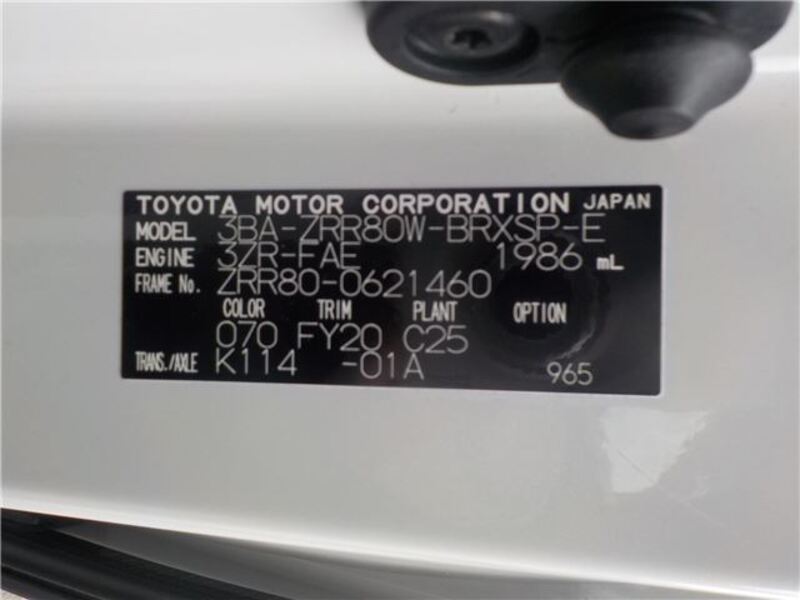 TOYOTA MOTOR CORPORATION JAPAN
MODEL 3BA-ZRR80W-BRXSP-E
ENGINE 3ZR-FAE 1986 mL
FRAME No. ZRR80-0621460
COLOR TRIM PLANT OPTION
070 FY20 C25
TRANS./AXLE K114 -01A 965